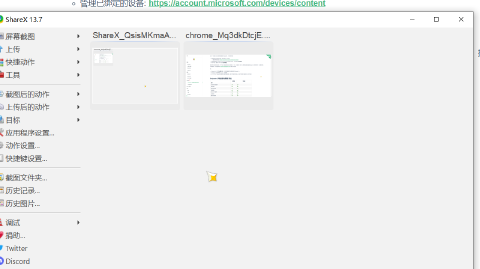 管理已绑定的设备: https://account.microsoft.com/devices/content
ShareX 13.7
屏幕截图
上传
快捷动作
工具
截图后的动作
上传后的动作
目标
应用程序设置...
动作设置...
快捷键设置...
截图文件夹...
历史记录...
历史图片...
调试
捐助...
Twitter
Discord
ShareX_QsisMKmaA...
chrome_Mq3dkDtcjE....